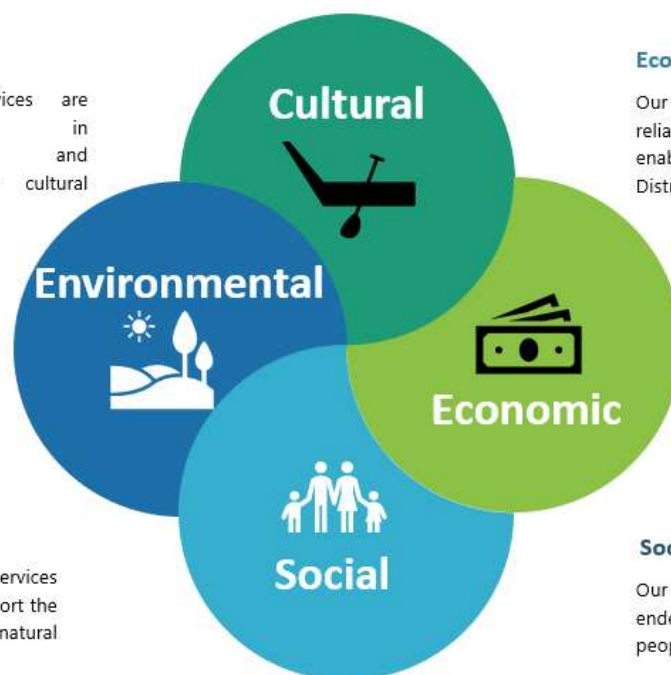 vices are
in
and
cultural
Cultural
Eco
Our
relia
enab
Distr
Environmental
Economic
Social
ervices
ort the
natural
Soc
Our
ende
peop